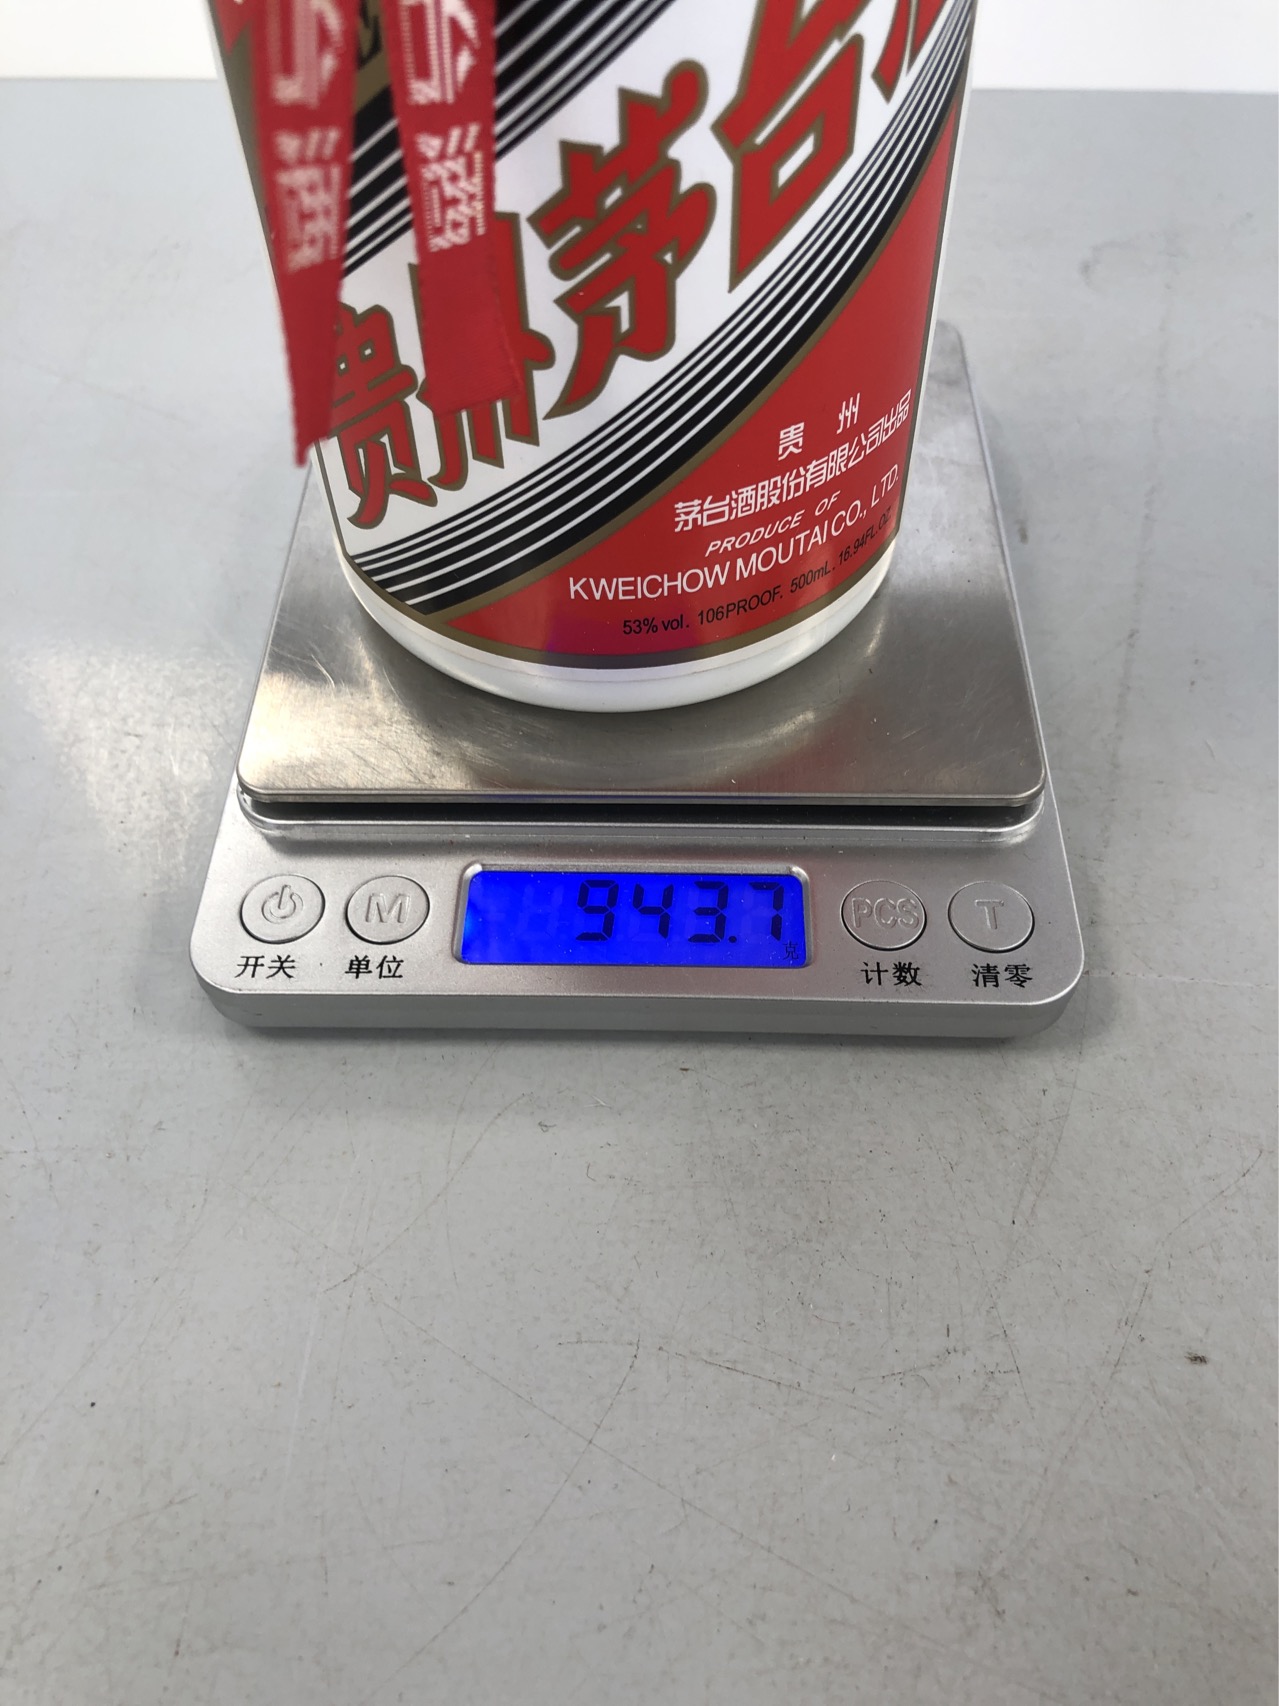 贵州茅台
贵州
茅台酒股份有限公司出品
PRODUCE OF
KWEICHOW MOUTAI CO., LTD.
53% vol. 106PROOF. 500mL. 16.94FL.OZ.
943.7
克
M
PCS
T
开关
单位
计数
清零